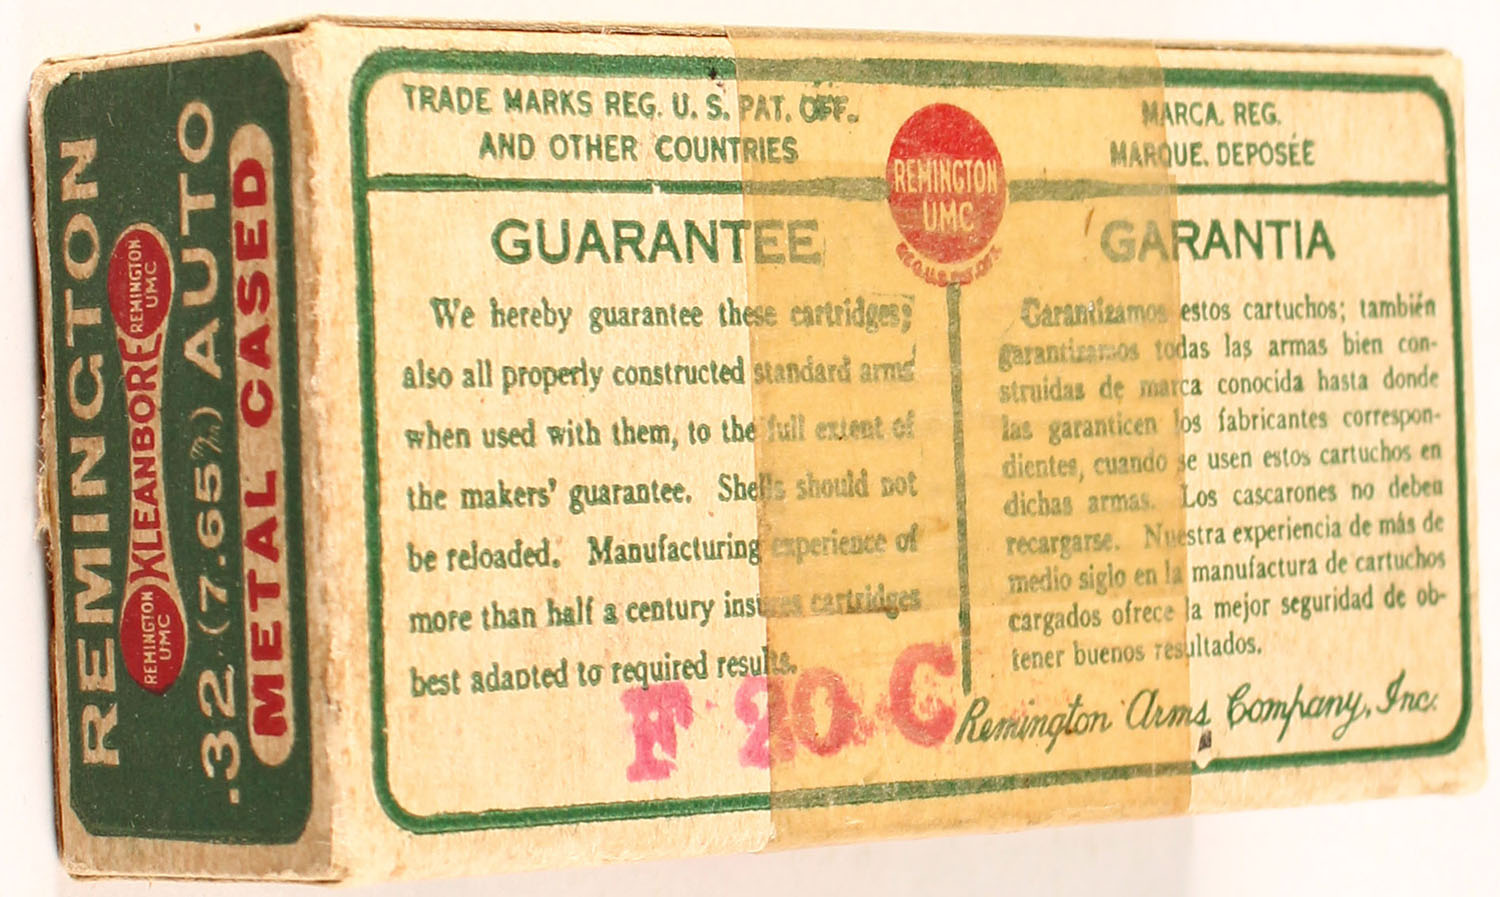 REMINGTON
REMINGTON
UMC
KLEANBORE
REMINGTON
UMC
.32 (7.65 m/m) AUTO
METAL CASED
TRADE MARKS REG. U. S. PAT. OFF.
AND OTHER COUNTRIES
REMINGTON
UMC
REG.U.S.PAT.OFF.
MARCA. REG.
MARQUE. DEPOSÉE
GUARANTEE
We hereby guarantee these cartridges;
also all properly constructed standard arms
when used with them, to the full extent of
the makers' guarantee. Shells should not
be reloaded. Manufacturing experience of
more than half a century insures cartridges
best adapted to required results.
F 20 C
GARANTIA
Garantizamos estos cartuchos; también
garantizamos todas las armas bien con-
struidas de marca conocida hasta donde
las garanticen los fabricantes correspon-
dientes, cuando se usen estos cartuchos en
dichas armas. Los cascarones no deben
recargarse. Nuestra experiencia de más de
medio siglo en la manufactura de cartuchos
cargados ofrece la mejor seguridad de ob-
tener buenos resultados.
Remington Arms Company, Inc.